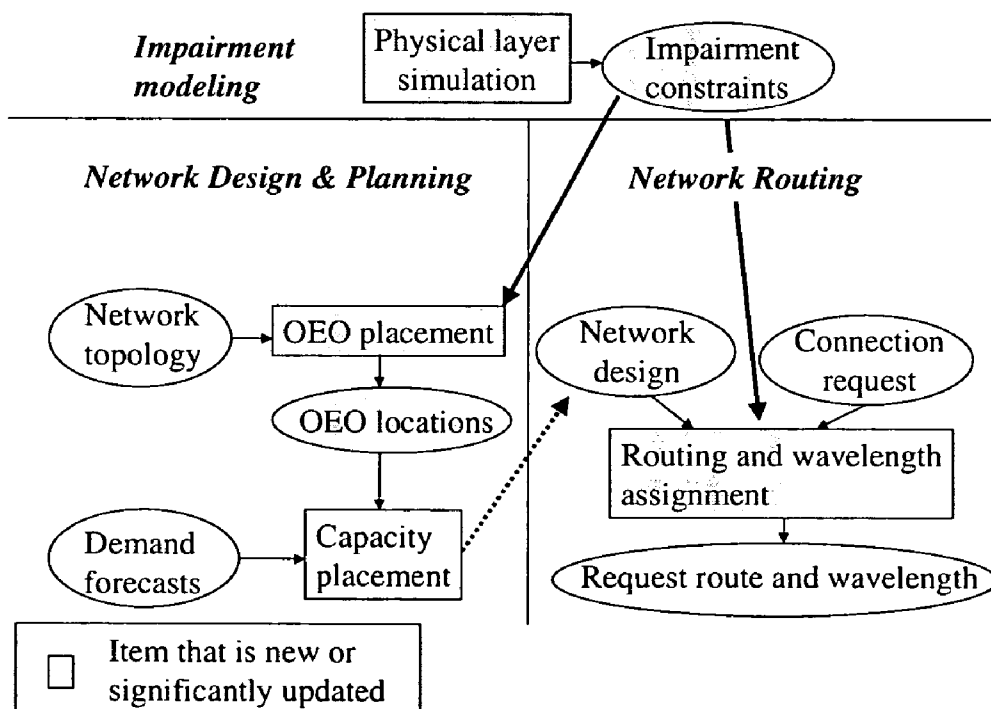 Impairment
modeling
Physical layer
simulation
Impairment
constraints
Network Design & Planning
Network Routing
Network
topology
OEO placement
OEO locations
Demand
forecasts
Capacity
placement
Network
design
Connection
request
Routing and wavelength
assignment
Request route and wavelength
Item that is new or
significantly updated